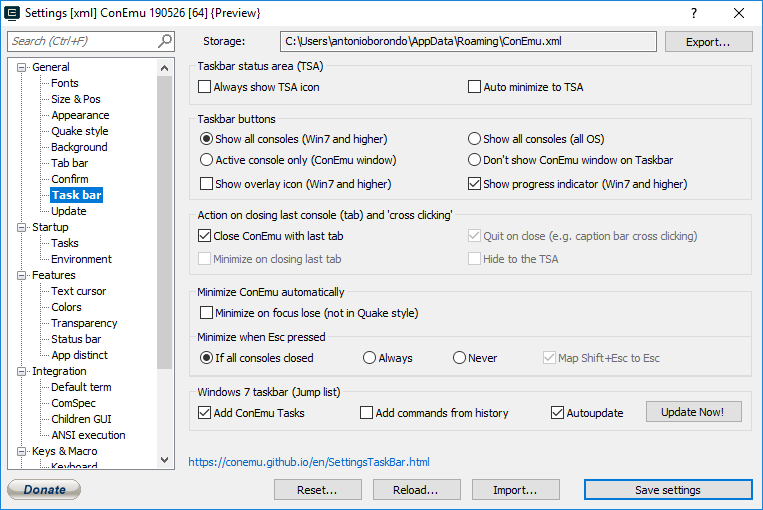 Settings [xml] ConEmu 190526 [64] {Preview}
Search (Ctrl+F)
Storage: C:\Users\antonioborondo\AppData\Roaming\ConEmu.xml Export...
General
Fonts
Size & Pos
Appearance
Quake style
Background
Tab bar
Confirm
Task bar
Update
Startup
Tasks
Environment
Features
Text cursor
Colors
Transparency
Status bar
App distinct
Integration
Default term
ComSpec
Children GUI
ANSI execution
Keys & Macro
Keyboard
Taskbar status area (TSA)
Always show TSA icon Auto minimize to TSA
Taskbar buttons
Show all consoles (Win7 and higher) Show all consoles (all OS)
Active console only (ConEmu window) Don't show ConEmu window on Taskbar
Show overlay icon (Win7 and higher) Show progress indicator (Win7 and higher)
Action on closing last console (tab) and 'cross clicking'
Close ConEmu with last tab Quit on close (e.g. caption bar cross clicking)
Minimize on closing last tab Hide to the TSA
Minimize ConEmu automatically
Minimize on focus lose (not in Quake style)
Minimize when Esc pressed
If all consoles closed Always Never Map Shift+Esc to Esc
Windows 7 taskbar (Jump list)
Add ConEmu Tasks Add commands from history Autoupdate Update Now!
https://conemu.github.io/en/SettingsTaskBar.html
Donate Reset... Reload... Import... Save settings